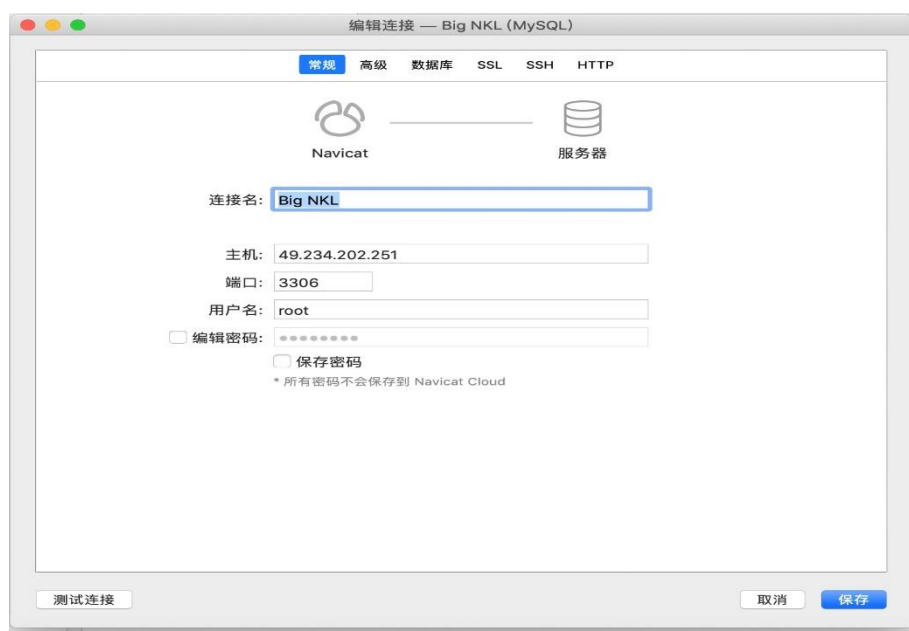 编辑连接 — Big NKL (MySQL)
常规 高级 数据库 SSL SSH HTTP
Navicat 服务器
连接名: Big NKL
主机: 49.234.202.251
端口: 3306
用户名: root
编辑密码: ●●●●●●●●
保存密码
* 所有密码不会保存到 Navicat Cloud
测试连接 取消 保存